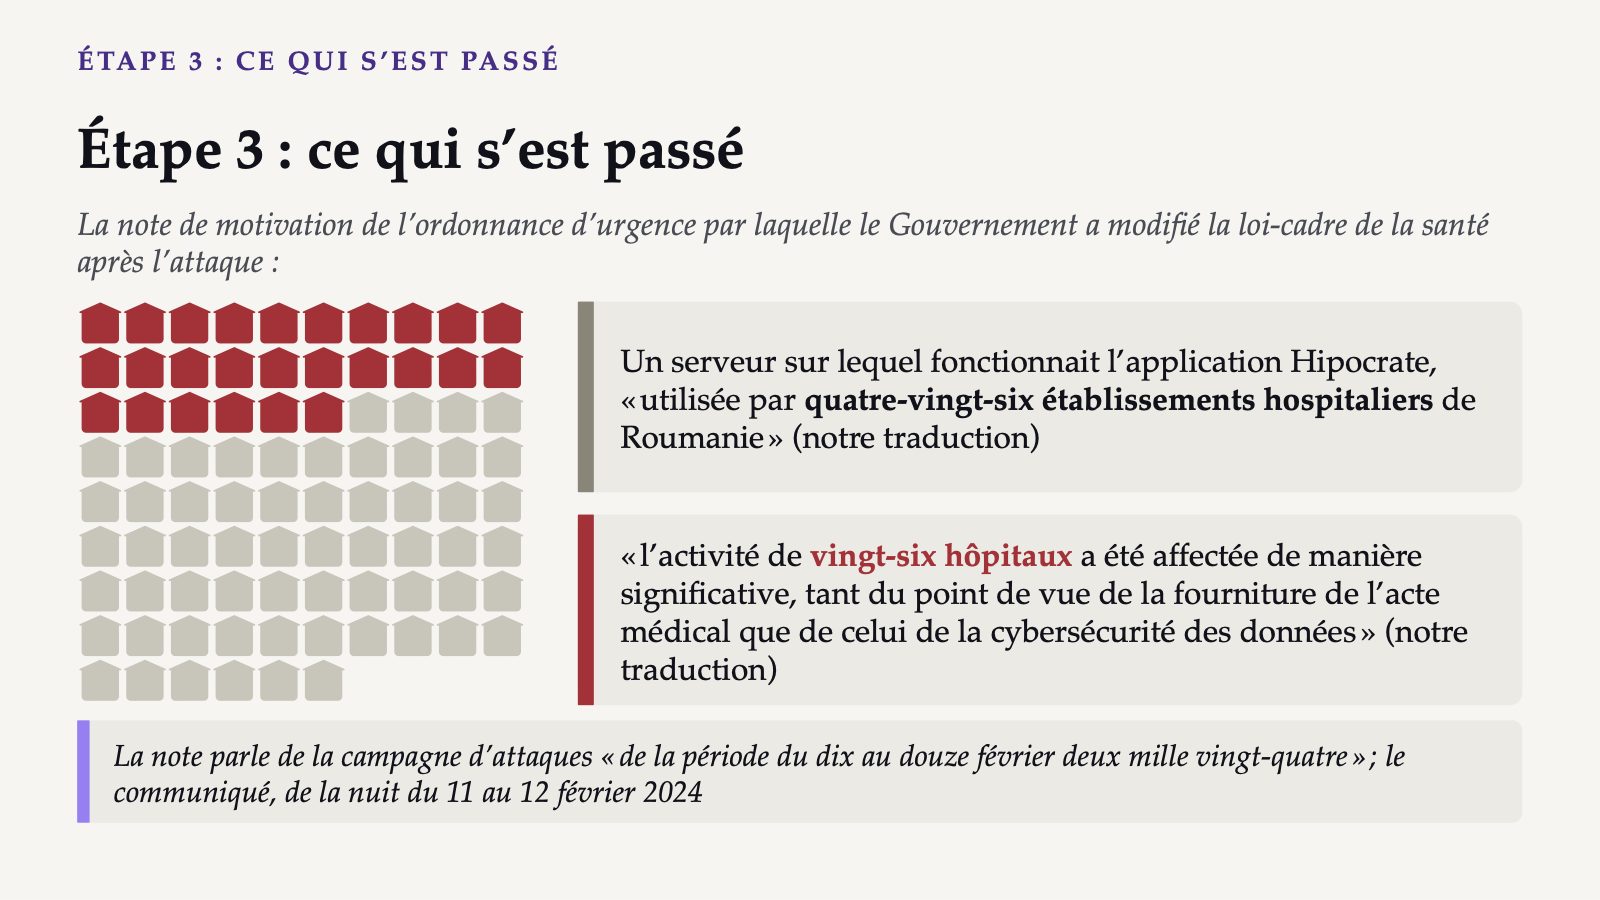 ÉTAPE 3 : CE QUI S’EST PASSÉ
Étape 3 : ce qui s’est passé
La note de motivation de l’ordonnance d’urgence par laquelle le Gouvernement a modifié la loi-cadre de la santé
après l’attaque :
Un serveur sur lequel fonctionnait l’application Hipocrate,
« utilisée par quatre-vingt-six établissements hospitaliers de
Roumanie » (notre traduction)
« l’activité de vingt-six hôpitaux a été affectée de manière
significative, tant du point de vue de la fourniture de l’acte
médical que de celui de la cybersécurité des données » (notre
traduction)
La note parle de la campagne d’attaques « de la période du dix au douze février deux mille vingt-quatre » ; le
communiqué, de la nuit du 11 au 12 février 2024